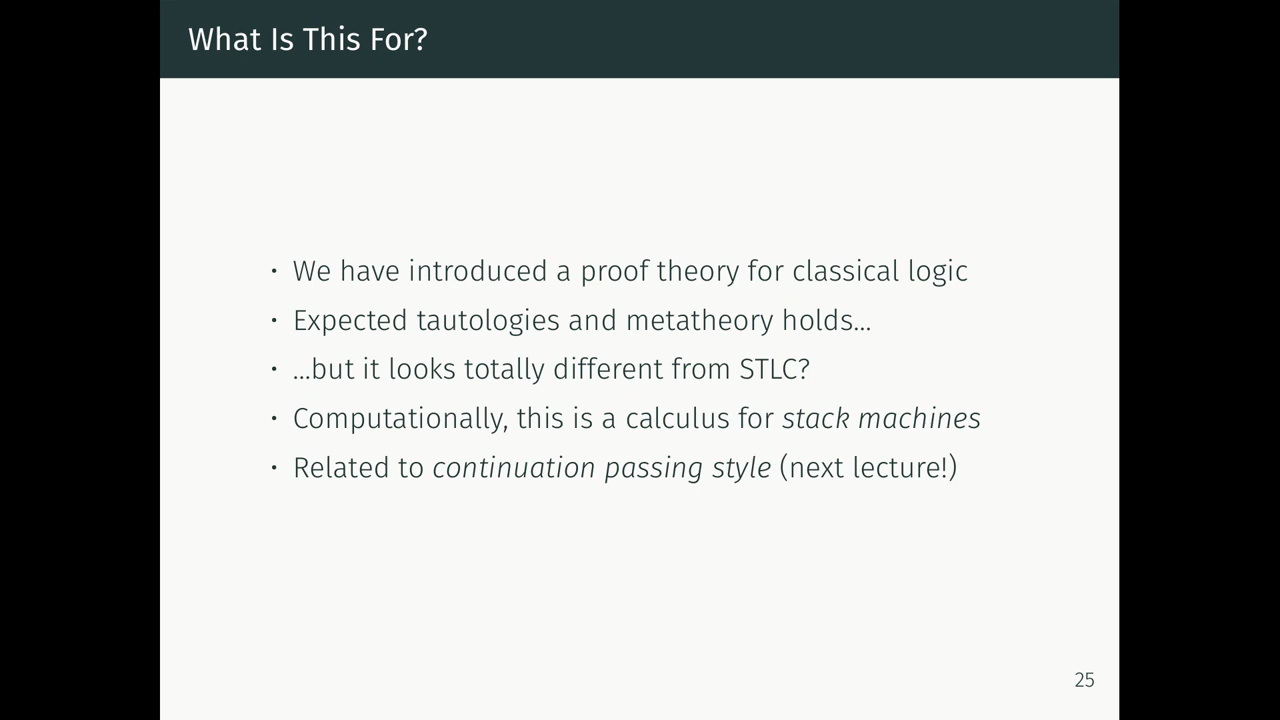 What Is This For?
· We have introduced a proof theory for classical logic
· Expected tautologies and metatheory holds...
· ...but it looks totally different from STLC?
· Computationally, this is a calculus for stack machines
· Related to continuation passing style (next lecture!)
25